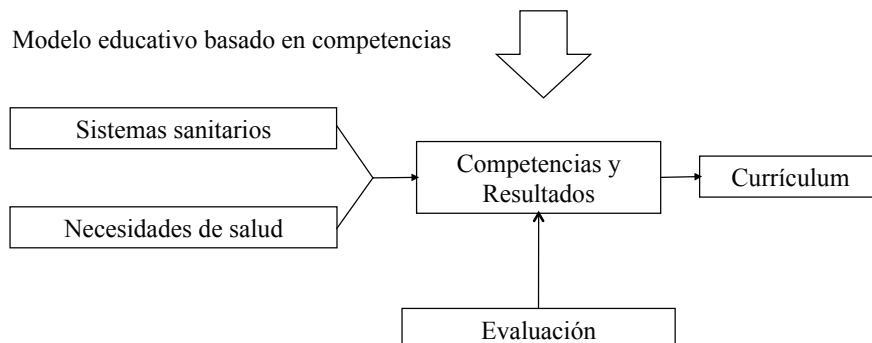 Modelo educativo basado en competencias
Sistemas sanitarios
Competencias y
Resultados
Currículum
Necesidades de salud
Evaluación